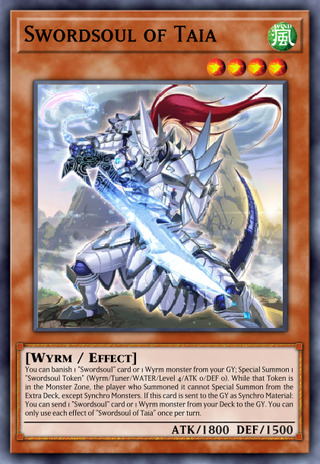 Swordsoul of Taia
WIND
風
[Wyrm / Effect]
You can banish 1 "Swordsoul" card or 1 Wyrm monster from your GY; Special Summon 1
"Swordsoul Token" (Wyrm/Tuner/WATER/Level 4/ATK 0/DEF 0). While that Token is
in the Monster Zone, the player who Summoned it cannot Special Summon from the
Extra Deck, except Synchro Monsters. If this card is sent to the GY as Synchro Material:
You can send 1 "Swordsoul" card or 1 Wyrm monster from your Deck to the GY. You can
only use each effect of "Swordsoul of Taia" once per turn.
ATK/1800 DEF/1500